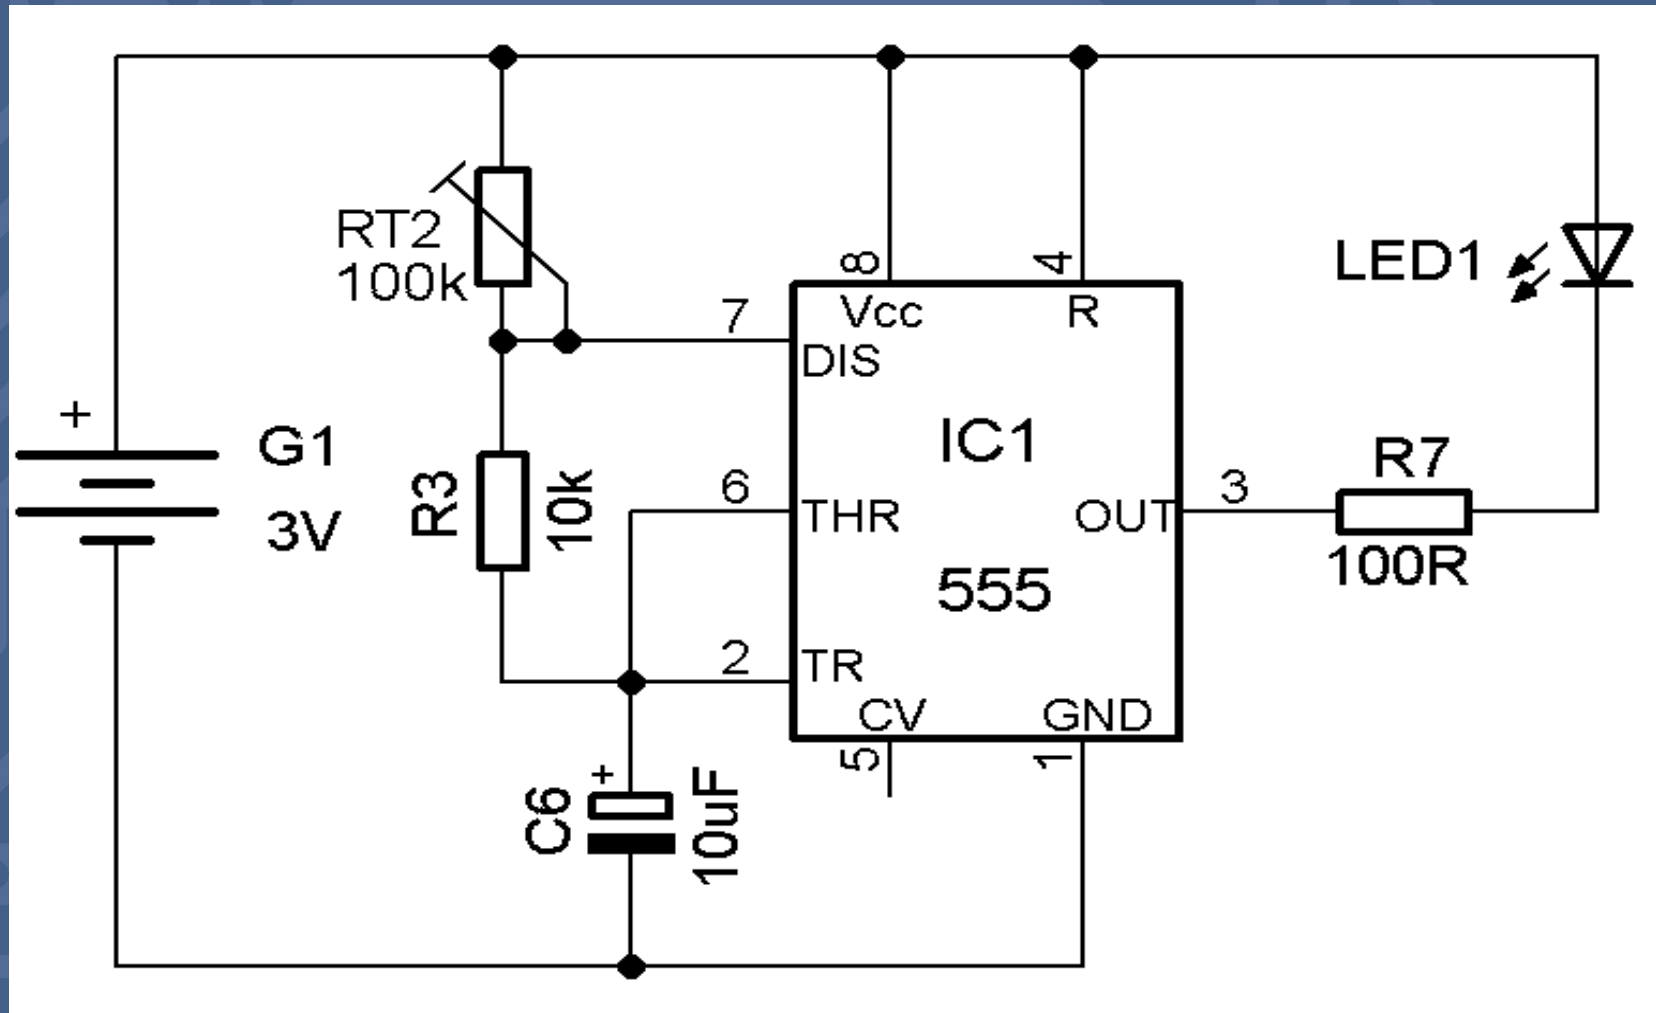 RT2
100k
8
4
Vcc
R
LED1
7
DIS
+
G1
3V
R3
10k
IC1
6
THR
OUT
3
R7
100R
555
2
TR
CV
GND
5
1
+
C6
10uF